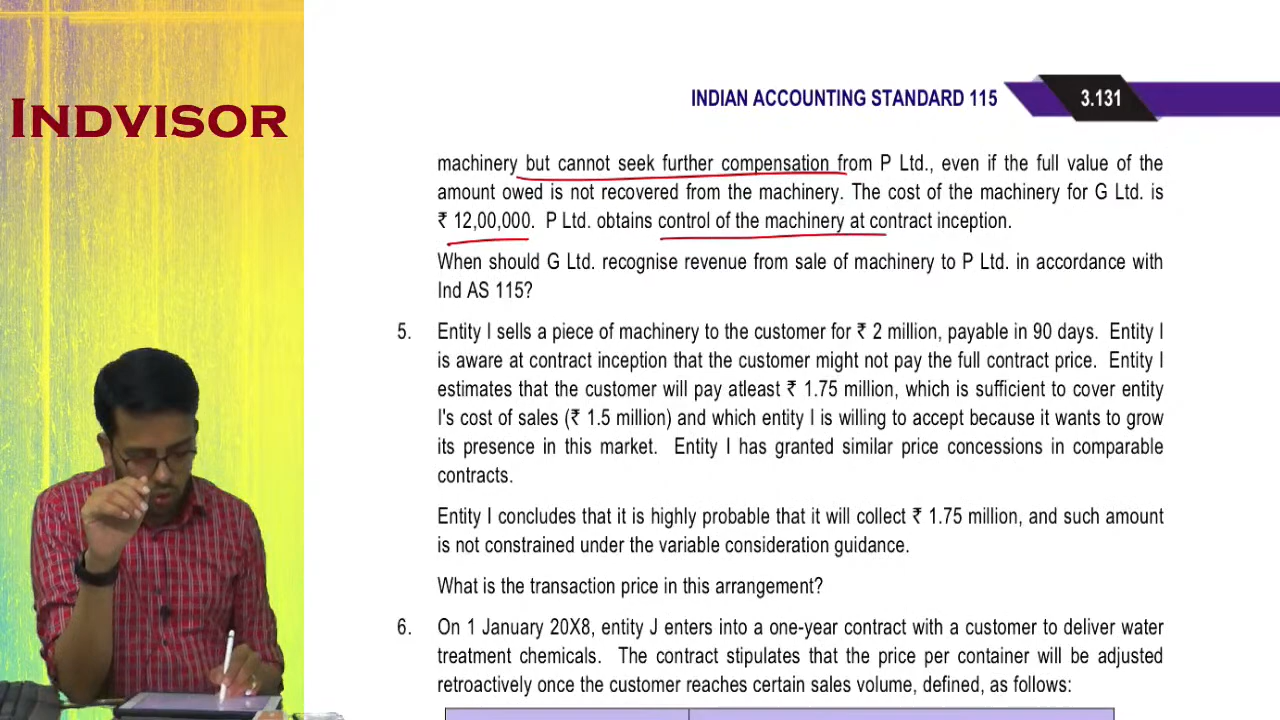 INDVISOR
INDIAN ACCOUNTING STANDARD 115
3.131
machinery but cannot seek further compensation from P Ltd., even if the full value of the
amount owed is not recovered from the machinery. The cost of the machinery for G Ltd. is
₹ 12,00,000. P Ltd. obtains control of the machinery at contract inception.
When should G Ltd. recognise revenue from sale of machinery to P Ltd. in accordance with
Ind AS 115?
5. Entity I sells a piece of machinery to the customer for ₹ 2 million, payable in 90 days. Entity I
is aware at contract inception that the customer might not pay the full contract price. Entity I
estimates that the customer will pay atleast ₹ 1.75 million, which is sufficient to cover entity
I's cost of sales (₹ 1.5 million) and which entity I is willing to accept because it wants to grow
its presence in this market. Entity I has granted similar price concessions in comparable
contracts.
Entity I concludes that it is highly probable that it will collect ₹ 1.75 million, and such amount
is not constrained under the variable consideration guidance.
What is the transaction price in this arrangement?
6. On 1 January 20X8, entity J enters into a one-year contract with a customer to deliver water
treatment chemicals. The contract stipulates that the price per container will be adjusted
retroactively once the customer reaches certain sales volume, defined, as follows: